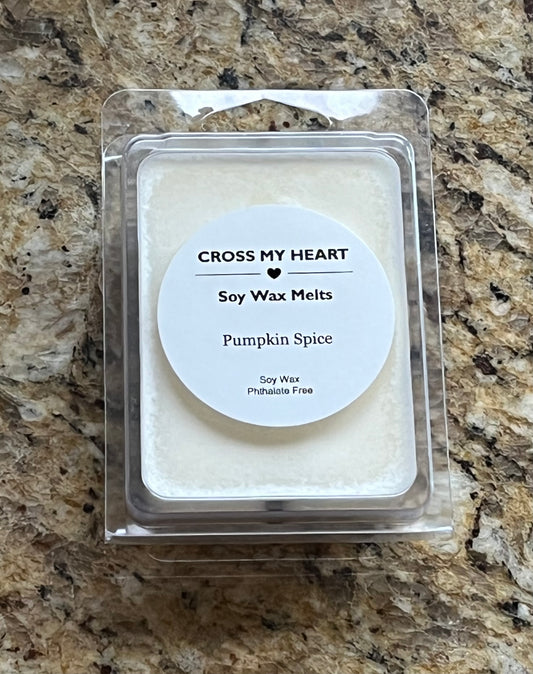 CROSS MY HEART
Soy Wax Melts
Pumpkin Spice
Soy Wax
Phthalate Free